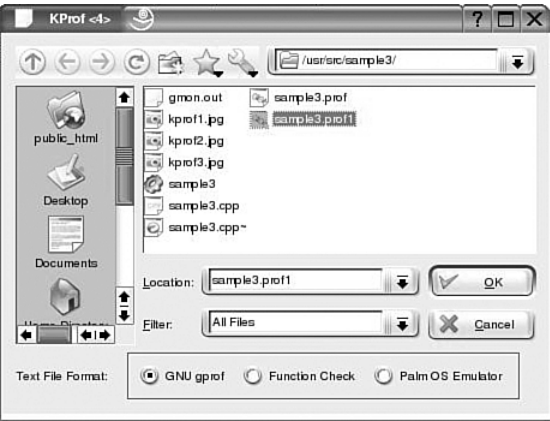 KProf <4>
/usr/src/sample3/
public_html
Desktop
Documents
gmon.out
kprof1.jpg
kprof2.jpg
kprof3.jpg
sample3
sample3.cpp
sample3.cpp~
sample3.prof
sample3.prof1
Location: sample3.prof1 OK
Filter: All Files Cancel
Text File Format: GNU gprof Function Check Palm OS Emulator